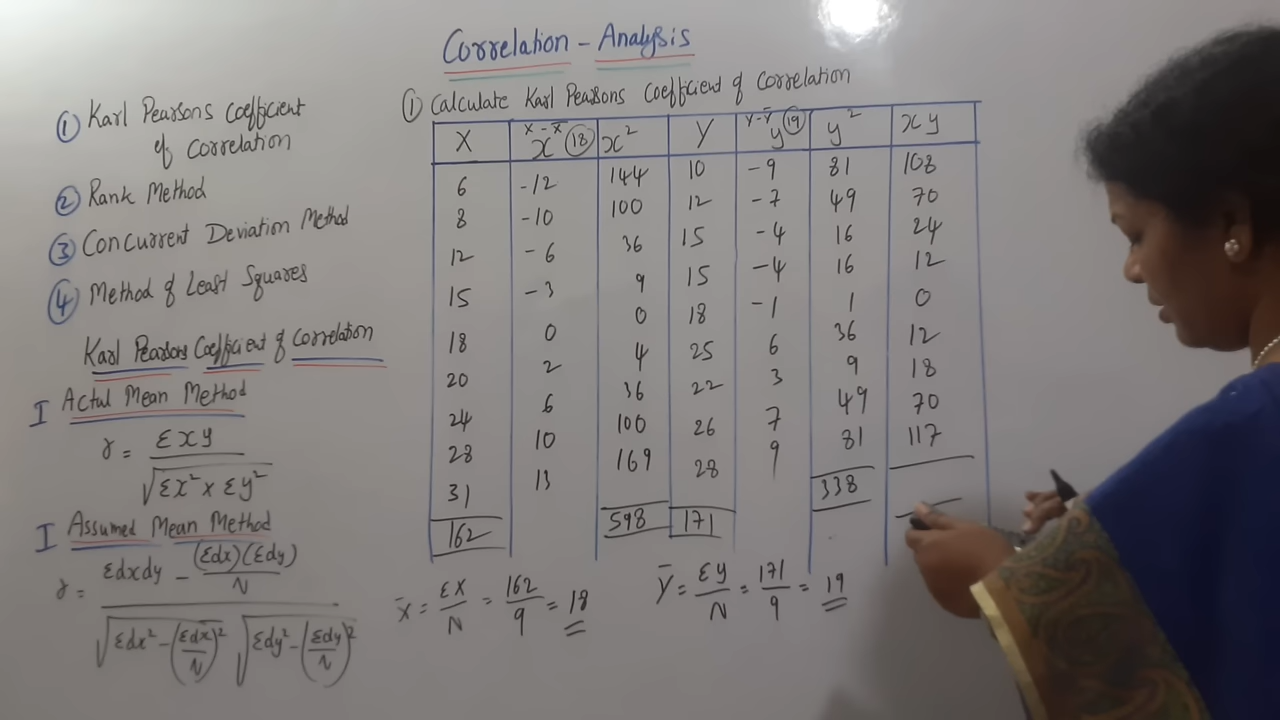 Correlation - Analysis
① Karl Pearsons Coefficient
of Correlation
② Rank Method
③ Concurrent Deviation Method
④ Method of Least Squares
Karl Pearsons Coefficient of Correlation
I Actul Mean Method
r = Σxy / √Σx² x Σy²
I Assumed Mean Method
r = Σdxdy - (Σdx)(Σdy)/N / √Σdx² - (Σdx/N)² √Σdy² - (Σdy/N)²
① Calculate Karl Pearsons Coefficient of Correlation
X x X-X̄ (18) x² Y y Y-Ȳ (19) y² xy
6 -12 144 10 -9 81 108
8 -10 100 12 -7 49 70
12 -6 36 15 -4 16 24
15 -3 9 15 -4 16 12
18 0 0 18 -1 1 0
20 2 4 25 6 36 12
24 6 36 22 3 9 18
28 10 100 26 7 49 70
31 13 169 28 9 81 117
162 598 171 338
X̄ = ΣX/N = 162/9 = 18
Ȳ = Σy/N = 171/9 = 19